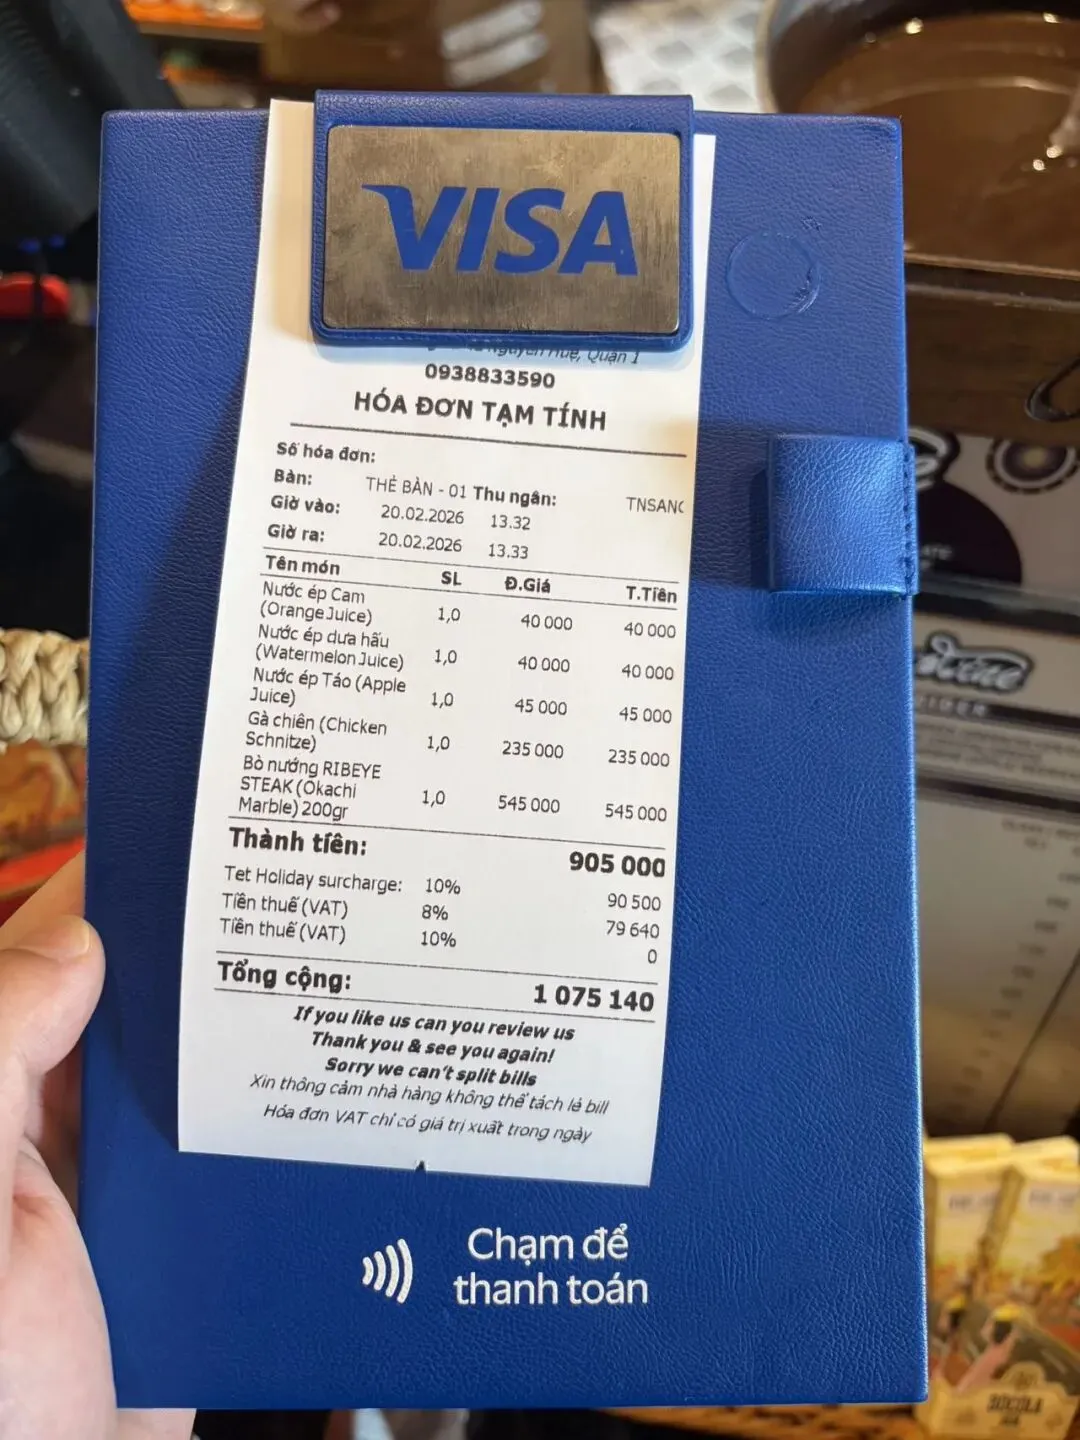 VISA
Nguyễn Huệ, Quận 1
0938833590
HÓA ĐƠN TẠM TÍNH
Số hóa đơn:
Bàn: THẺ BÀN - 01 Thu ngân: TNSANG
Giờ vào: 20.02.2026 13.32
Giờ ra: 20.02.2026 13.33
Tên món SL Đ.Giá T.Tiền
Nước ép Cam
(Orange Juice) 1,0 40 000 40 000
Nước ép dưa hấu
(Watermelon Juice) 1,0 40 000 40 000
Nước ép Táo (Apple
Juice) 1,0 45 000 45 000
Gà chiên (Chicken
Schnitze) 1,0 235 000 235 000
Bò nướng RIBEYE
STEAK (Okachi
Marble) 200gr 1,0 545 000 545 000
Thành tiền: 905 000
Tet Holiday surcharge: 10% 90 500
Tiền thuế (VAT) 8% 79 640
Tiền thuế (VAT) 10% 0
Tổng cộng: 1 075 140
If you like us can you review us
Thank you & see you again!
Sorry we can't split bills
Xin thông cảm nhà hàng không thể tách lẻ bill
Hóa đơn VAT chỉ có giá trị xuất trong ngày
Chạm để
thanh toán